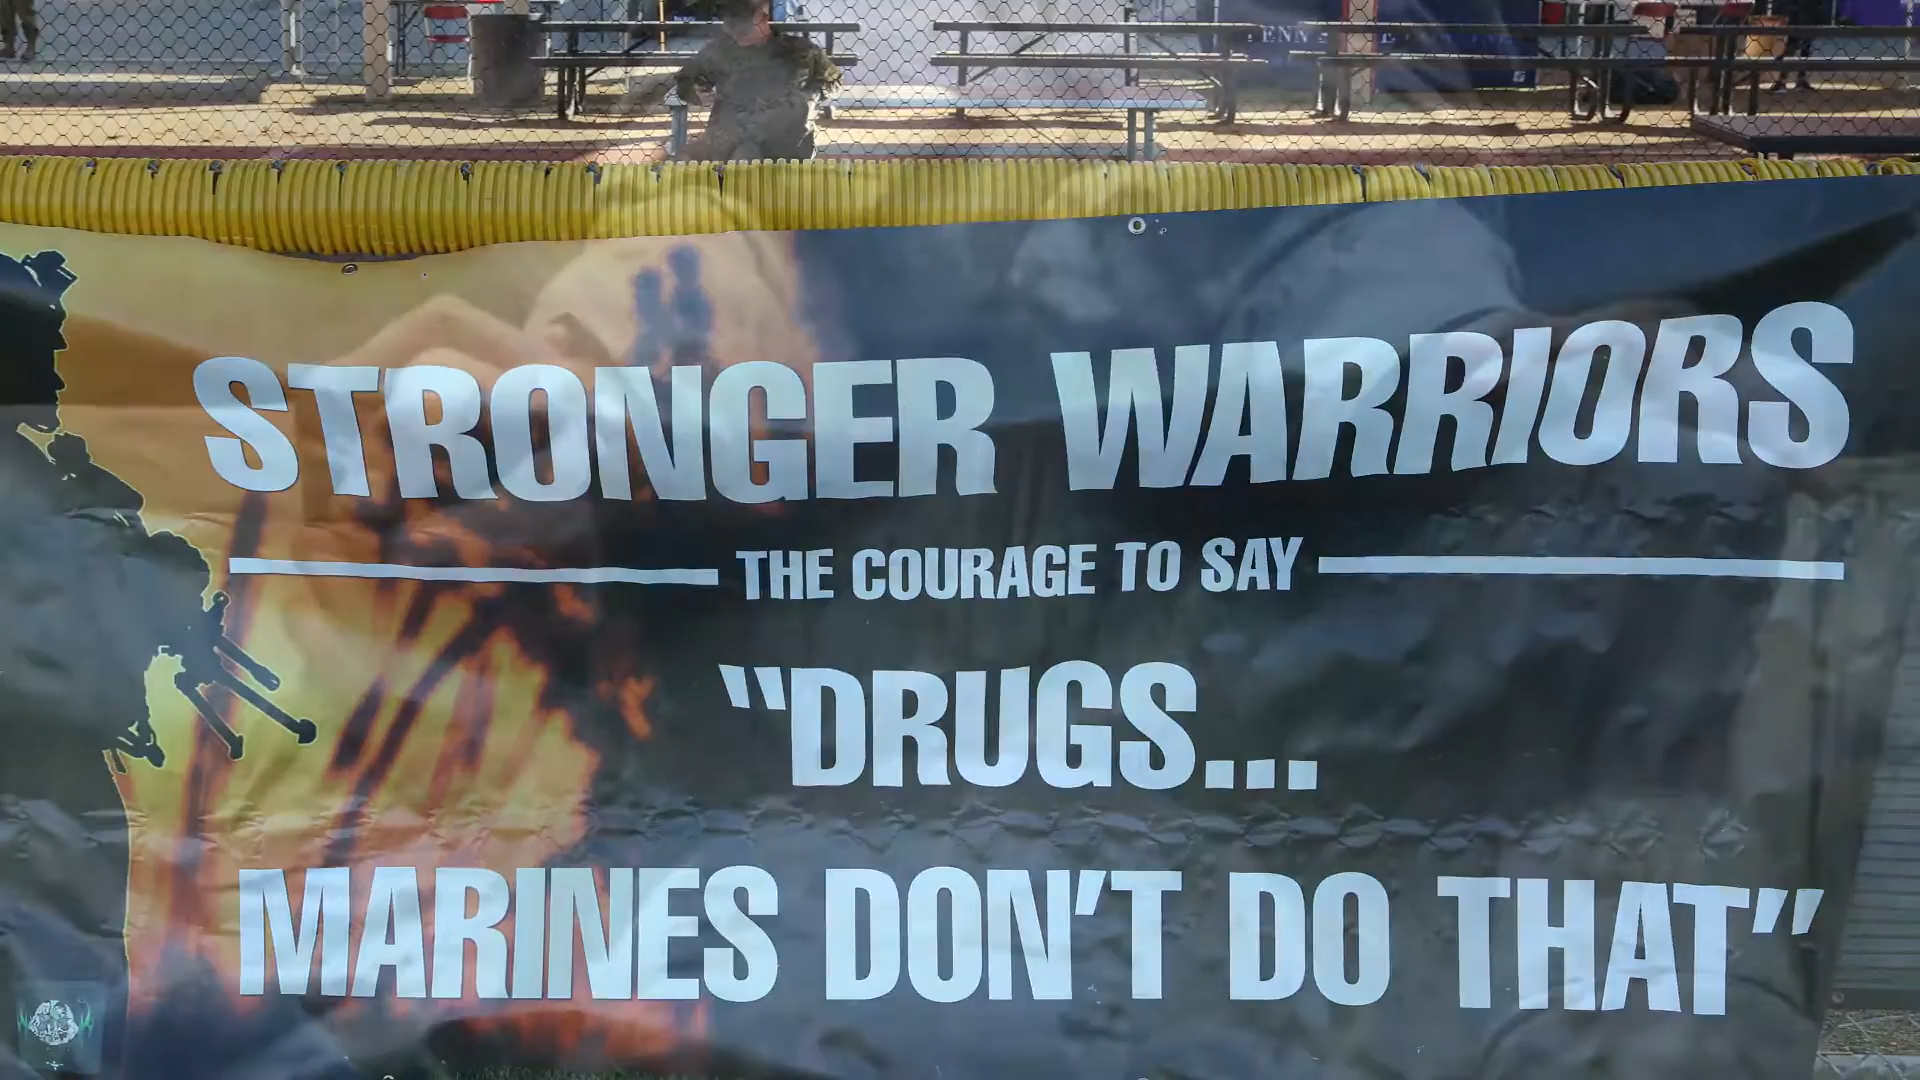 STRONGER WARRIORS
THE COURAGE TO SAY
“DRUGS...
MARINES DON'T DO THAT”